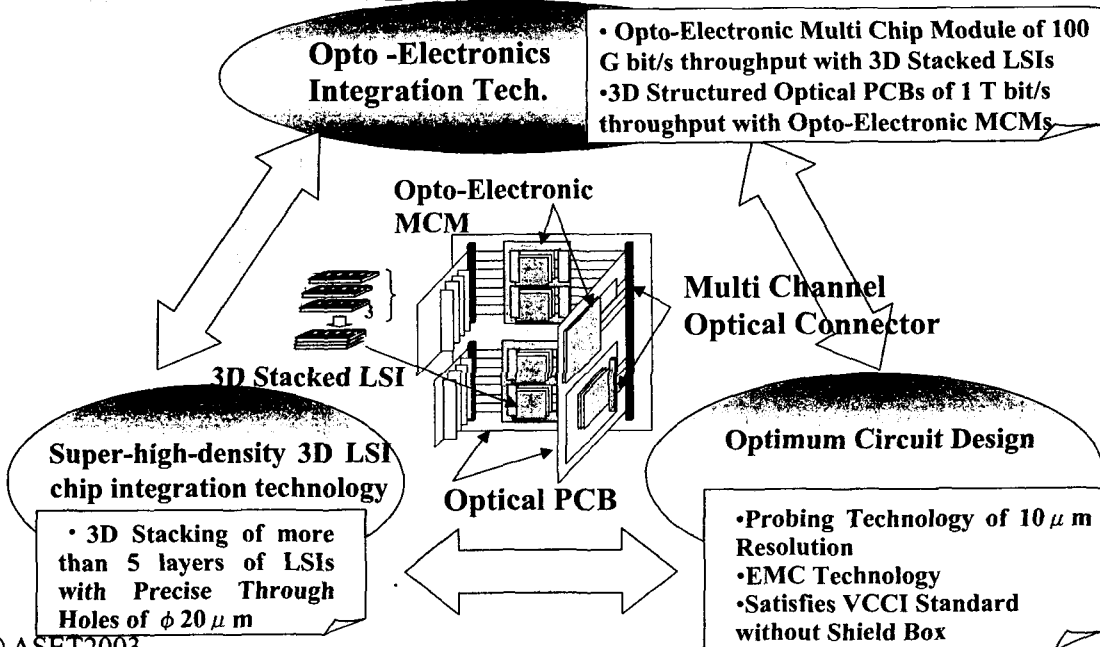 Opto -Electronics
Integration Tech.
• Opto-Electronic Multi Chip Module of 100
G bit/s throughput with 3D Stacked LSIs
•3D Structured Optical PCBs of 1 T bit/s
throughput with Opto-Electronic MCMs
Opto-Electronic
MCM
3
Multi Channel
Optical Connector
3D Stacked LSI
Super-high-density 3D LSI
chip integration technology
Optical PCB
Optimum Circuit Design
• 3D Stacking of more
than 5 layers of LSIs
with Precise Through
Holes of φ 20 μ m
•Probing Technology of 10 μ m
Resolution
•EMC Technology
•Satisfies VCCI Standard
without Shield Box
ASET2003